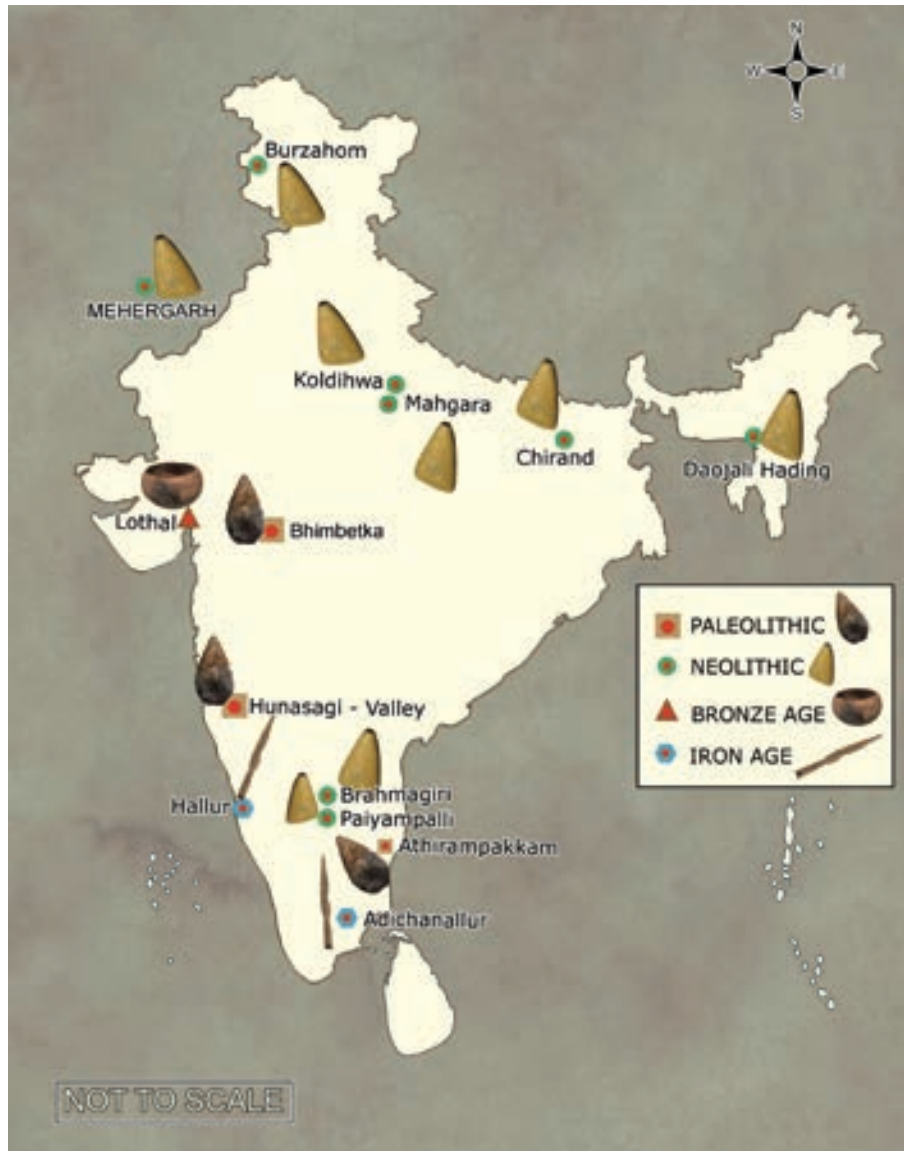 N
W E
S
Burzahom
MEHERGARH
Koldihwa
Mahgara
Chirand
Daojali Hading
Lothal
Bhimbetka
PALEOLITHIC
NEOLITHIC
BRONZE AGE
IRON AGE
Hunasagi - Valley
Hallur
Brahmagiri
Paiyampalli
Athirampakkam
Adichanallur
NOT TO SCALE